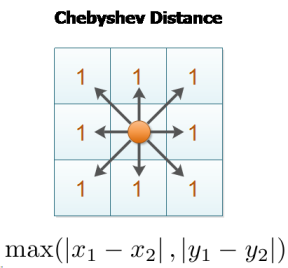 Chebyshev Distance
1 1 1
1 1
1 1 1
max(|x₁ − x₂| , |y₁ − y₂|)